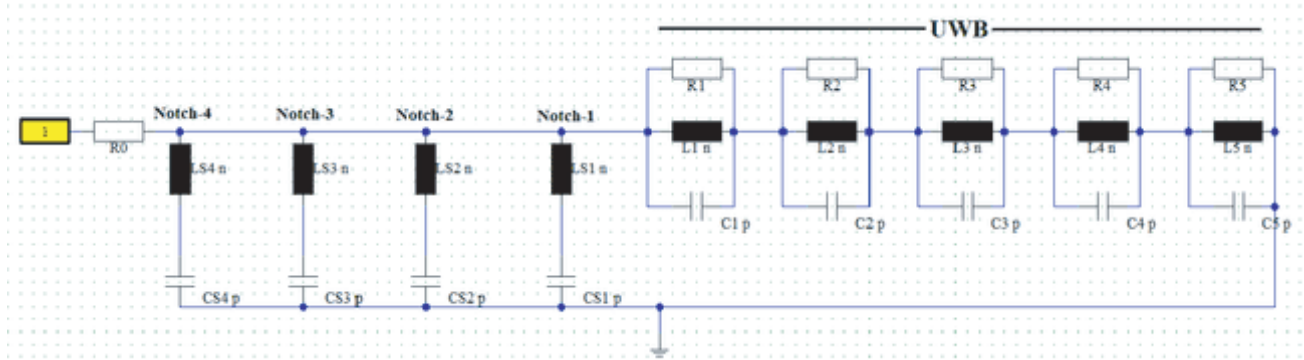 UWB
R1 R2 R3 R4 R5
Notch-4 Notch-3 Notch-2 Notch-1
1 R0 L1 n L2 n L3 n L4 n L5 n
LS4 n LS3 n LS2 n LS1 n
C1 p C2 p C3 p C4 p C5 p
CS4 p CS3 p CS2 p CS1 p